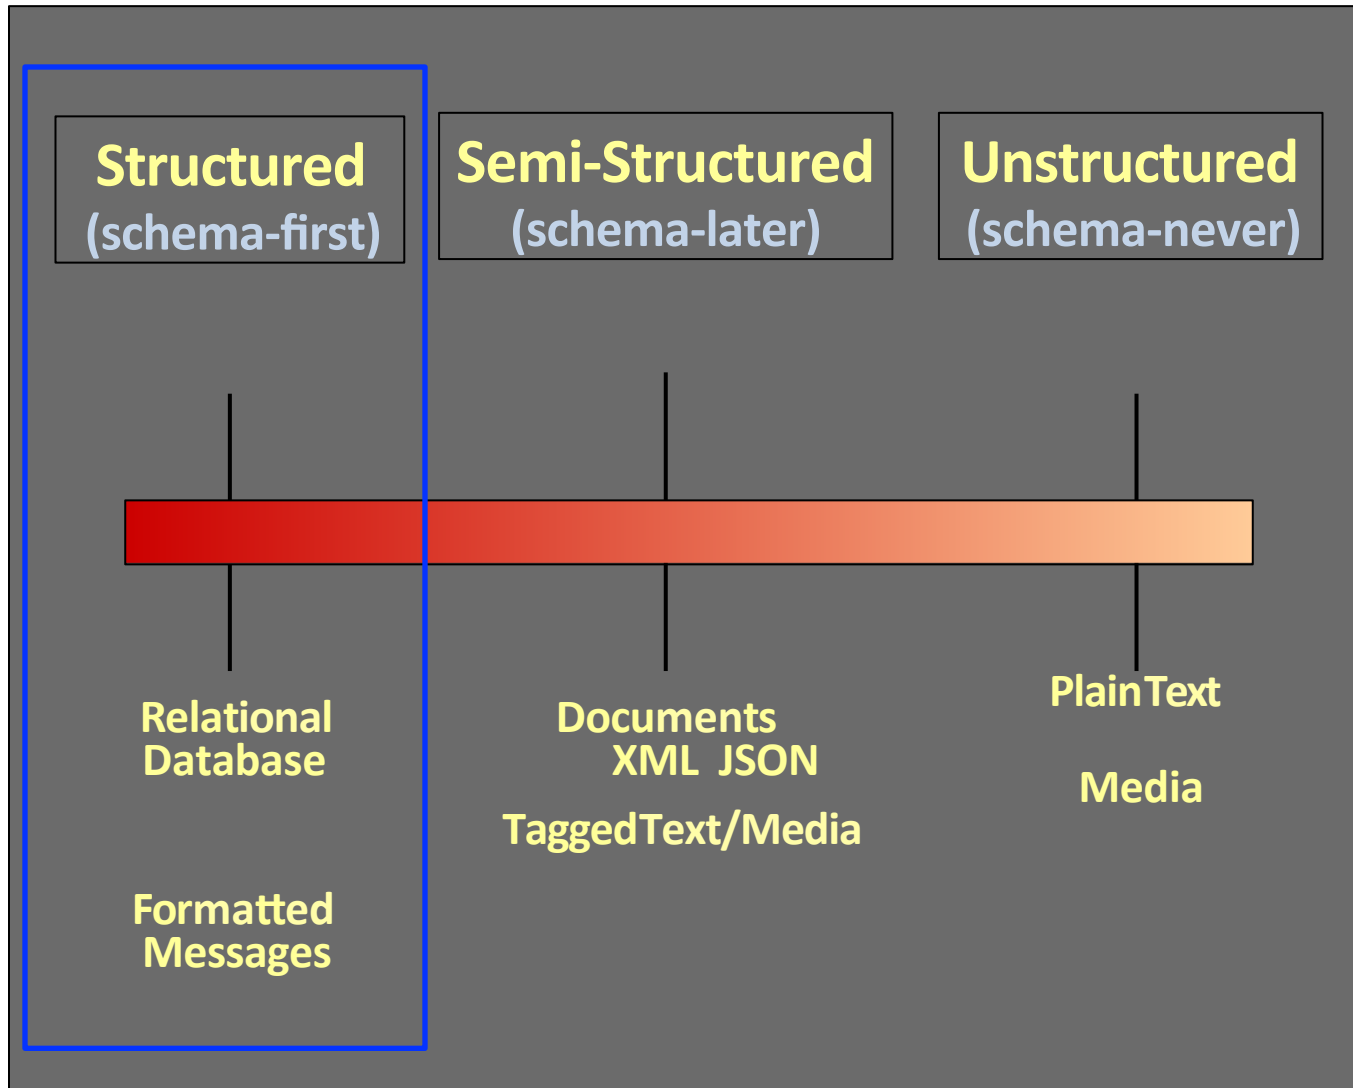 Structured
(schema-first)
Semi-Structured
(schema-later)
Unstructured
(schema-never)
Relational
Database
Formatted
Messages
Documents
XML JSON
TaggedText/Media
PlainText
Media